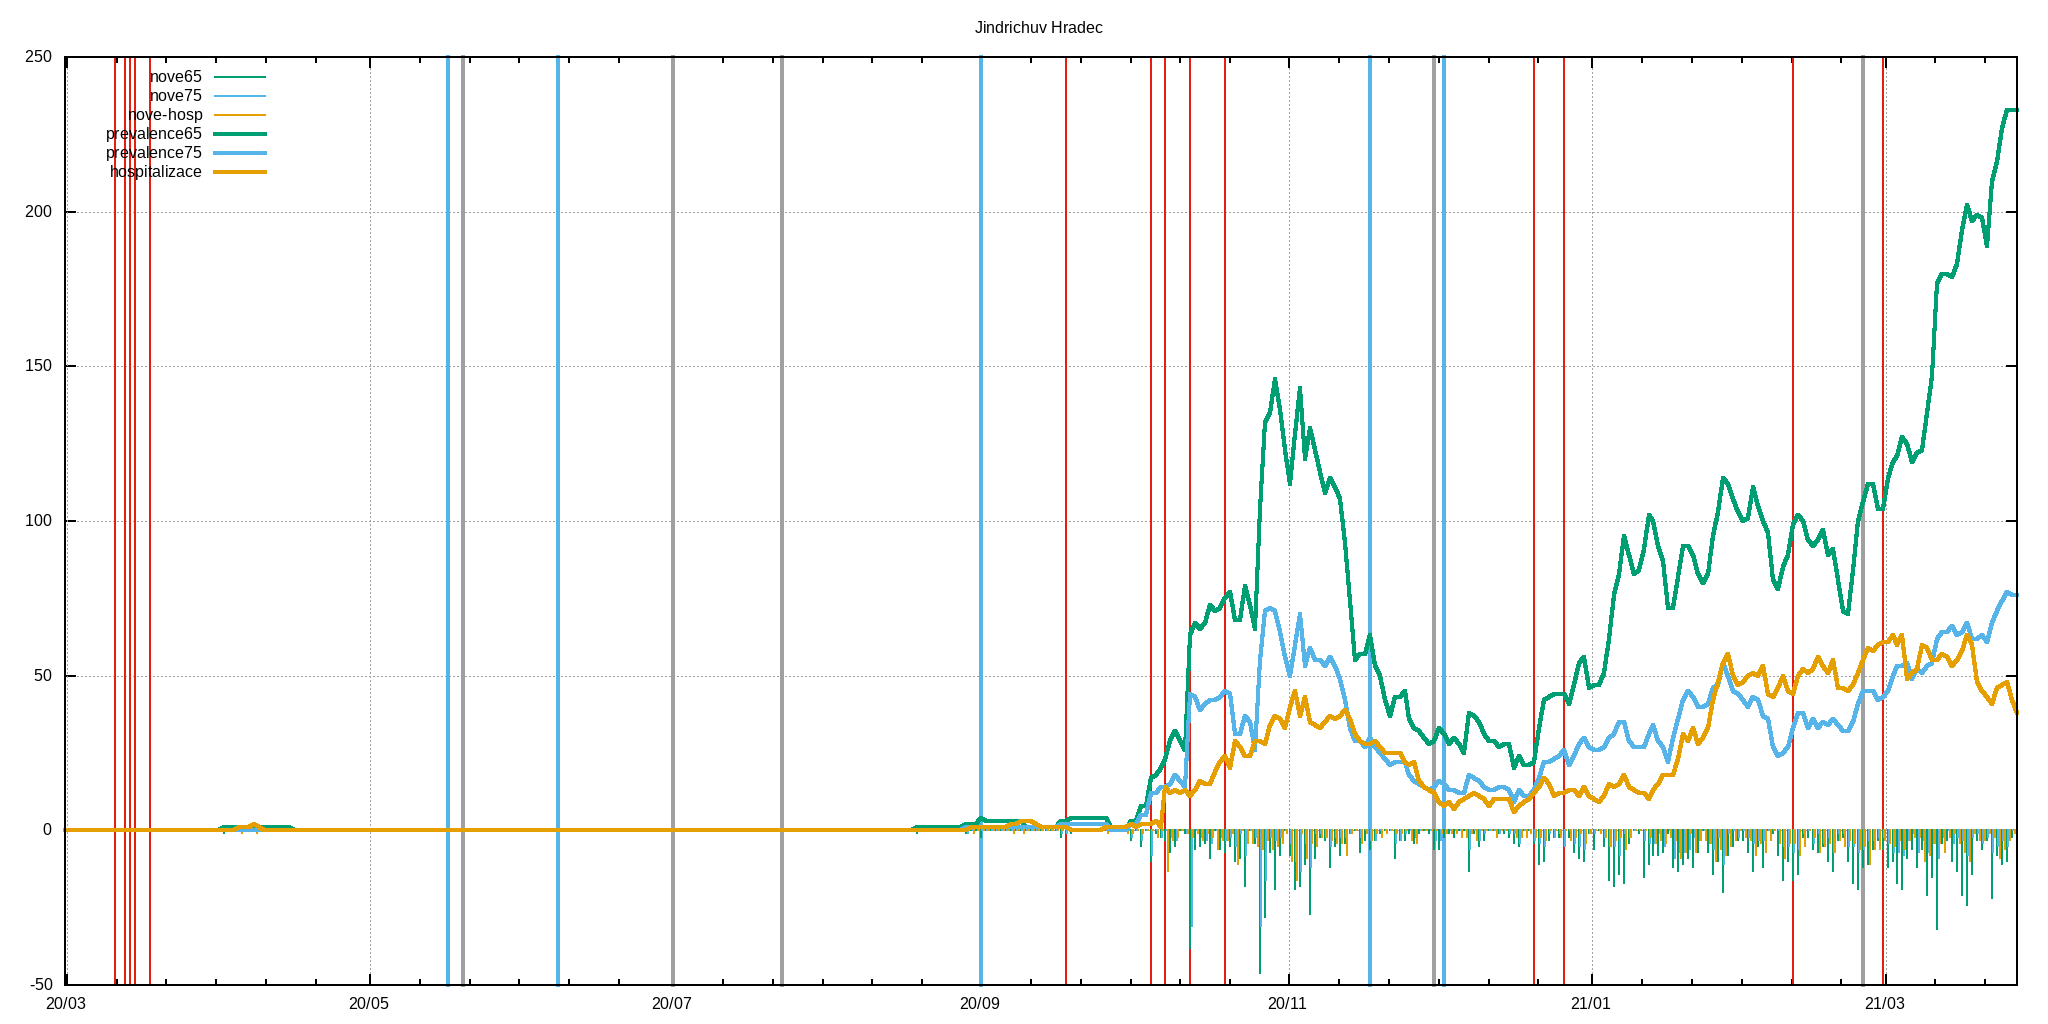 Jindrichuv Hradec
250
200
150
100
50
0
-50
nove65
nove75
nove-hosp
prevalence65
prevalence75
hospitalizace
20/03 20/05 20/07 20/09 20/11 21/01 21/03